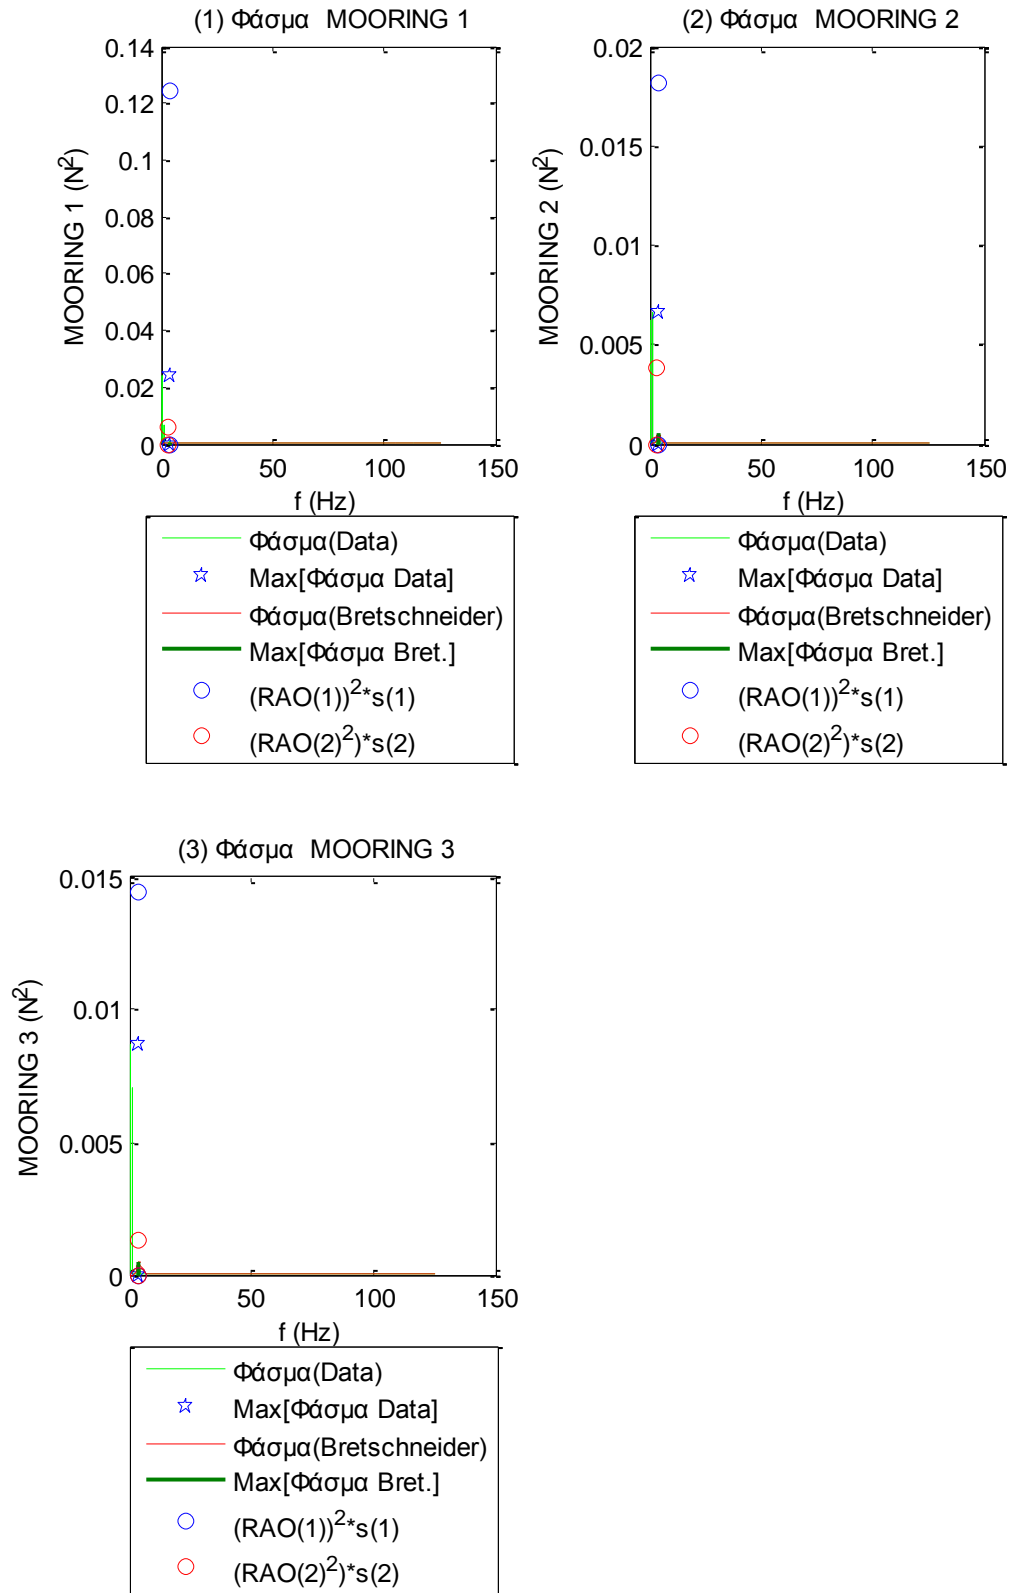 (1) Φάσμα MOORING 1
0.14
0.12
0.1
0.08
0.06
0.04
0.02
0
MOORING 1 (N²)
0 50 100 150
f (Hz)
Φάσμα(Data)
Max[Φάσμα Data]
Φάσμα(Bretschneider)
Max[Φάσμα Bret.]
(RAO(1))²*s(1)
(RAO(2)²)*s(2)
(2) Φάσμα MOORING 2
0.02
0.015
0.01
0.005
0
MOORING 2 (N²)
0 50 100 150
f (Hz)
Φάσμα(Data)
Max[Φάσμα Data]
Φάσμα(Bretschneider)
Max[Φάσμα Bret.]
(RAO(1))²*s(1)
(RAO(2)²)*s(2)
(3) Φάσμα MOORING 3
0.015
0.01
0.005
0
MOORING 3 (N²)
0 50 100 150
f (Hz)
Φάσμα(Data)
Max[Φάσμα Data]
Φάσμα(Bretschneider)
Max[Φάσμα Bret.]
(RAO(1))²*s(1)
(RAO(2)²)*s(2)